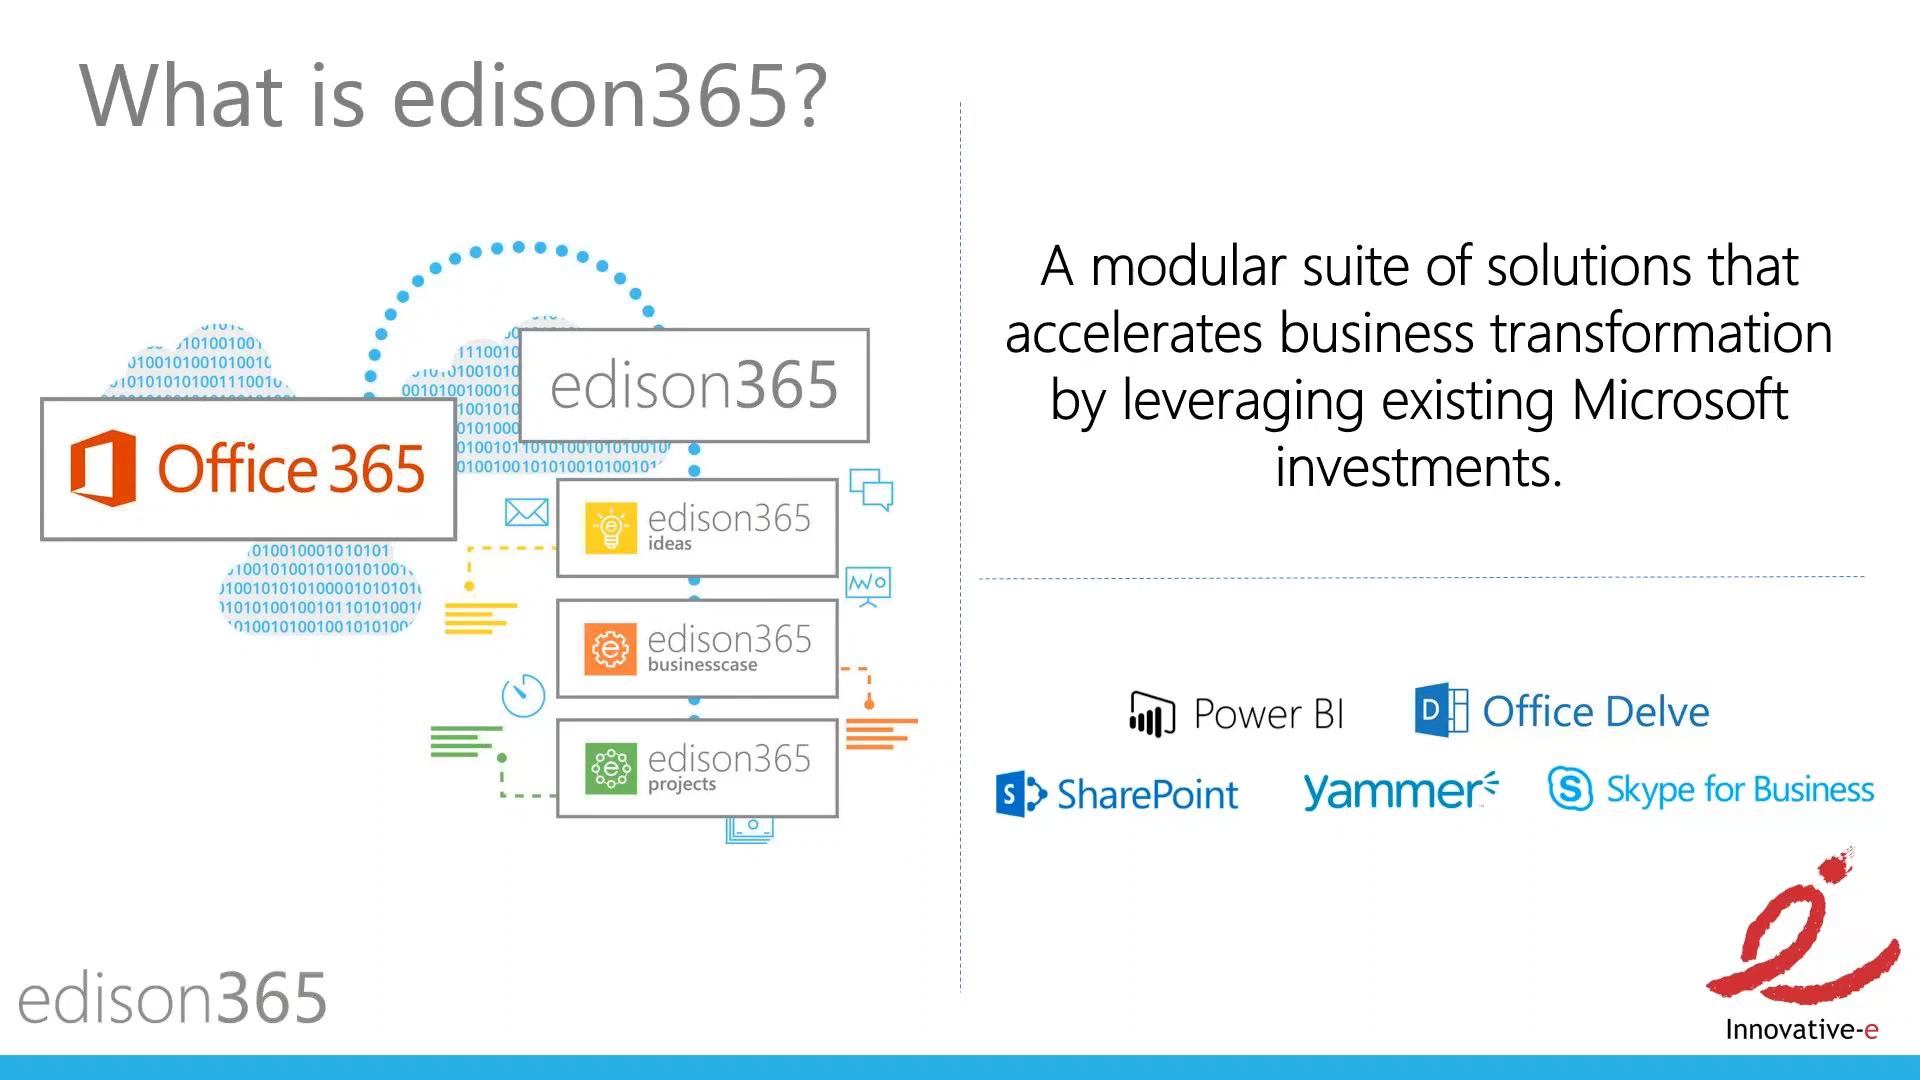 What is edison365?
Office 365
edison365
edison365
ideas
edison365
businesscase
edison365
projects
A modular suite of solutions that
accelerates business transformation
by leveraging existing Microsoft
investments.
Power BI
Office Delve
SharePoint
yammer
Skype for Business
edison365
Innovative-e